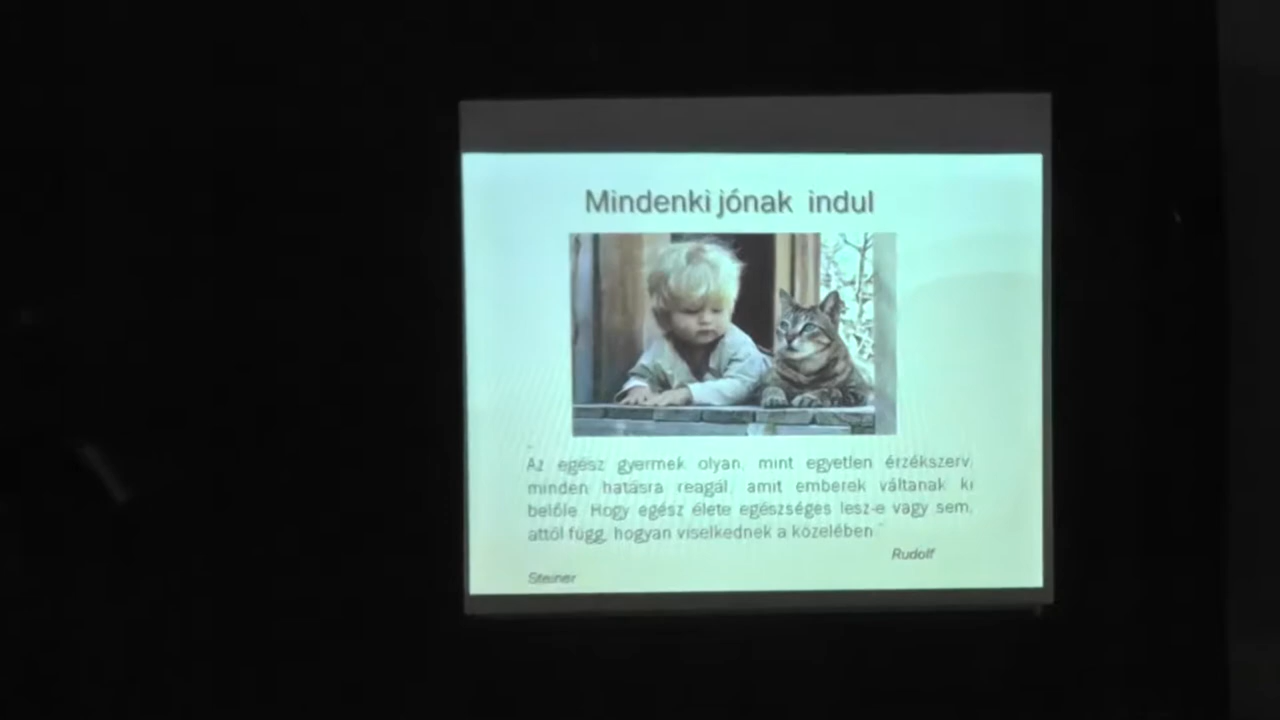 Mindenki jónak indul
"
Az egész gyermek olyan, mint egyetlen érzékszerv,
minden hatásra reagál, amit emberek váltanak ki
belőle. Hogy egész élete egészséges lesz-e vagy sem,
attól függ, hogyan viselkednek a közelében."
Rudolf
Steiner